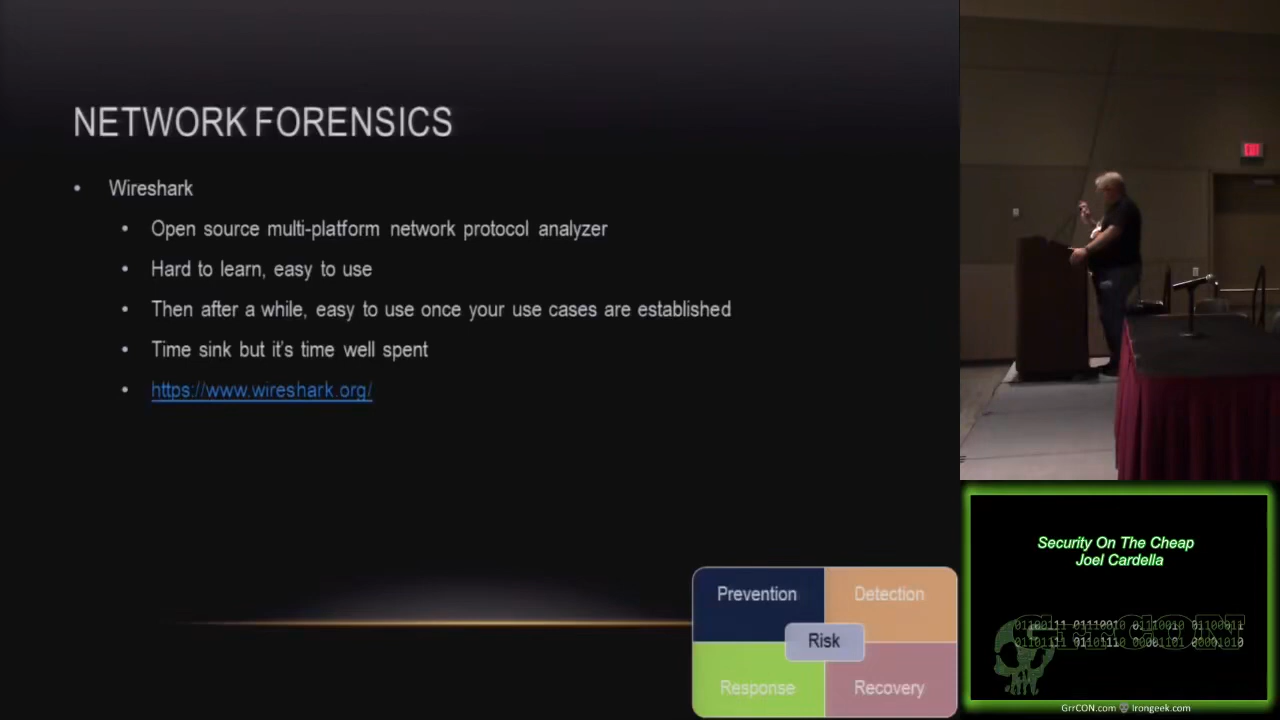 NETWORK FORENSICS
• Wireshark
• Open source multi-platform network protocol analyzer
• Hard to learn, easy to use
• Then after a while, easy to use once your use cases are established
• Time sink but it's time well spent
• https://www.wireshark.org/
Prevention
Detection
Risk
Response
Recovery
Security On The Cheap
Joel Cardella
GrrCON
GrrCON.com Irongeek.com